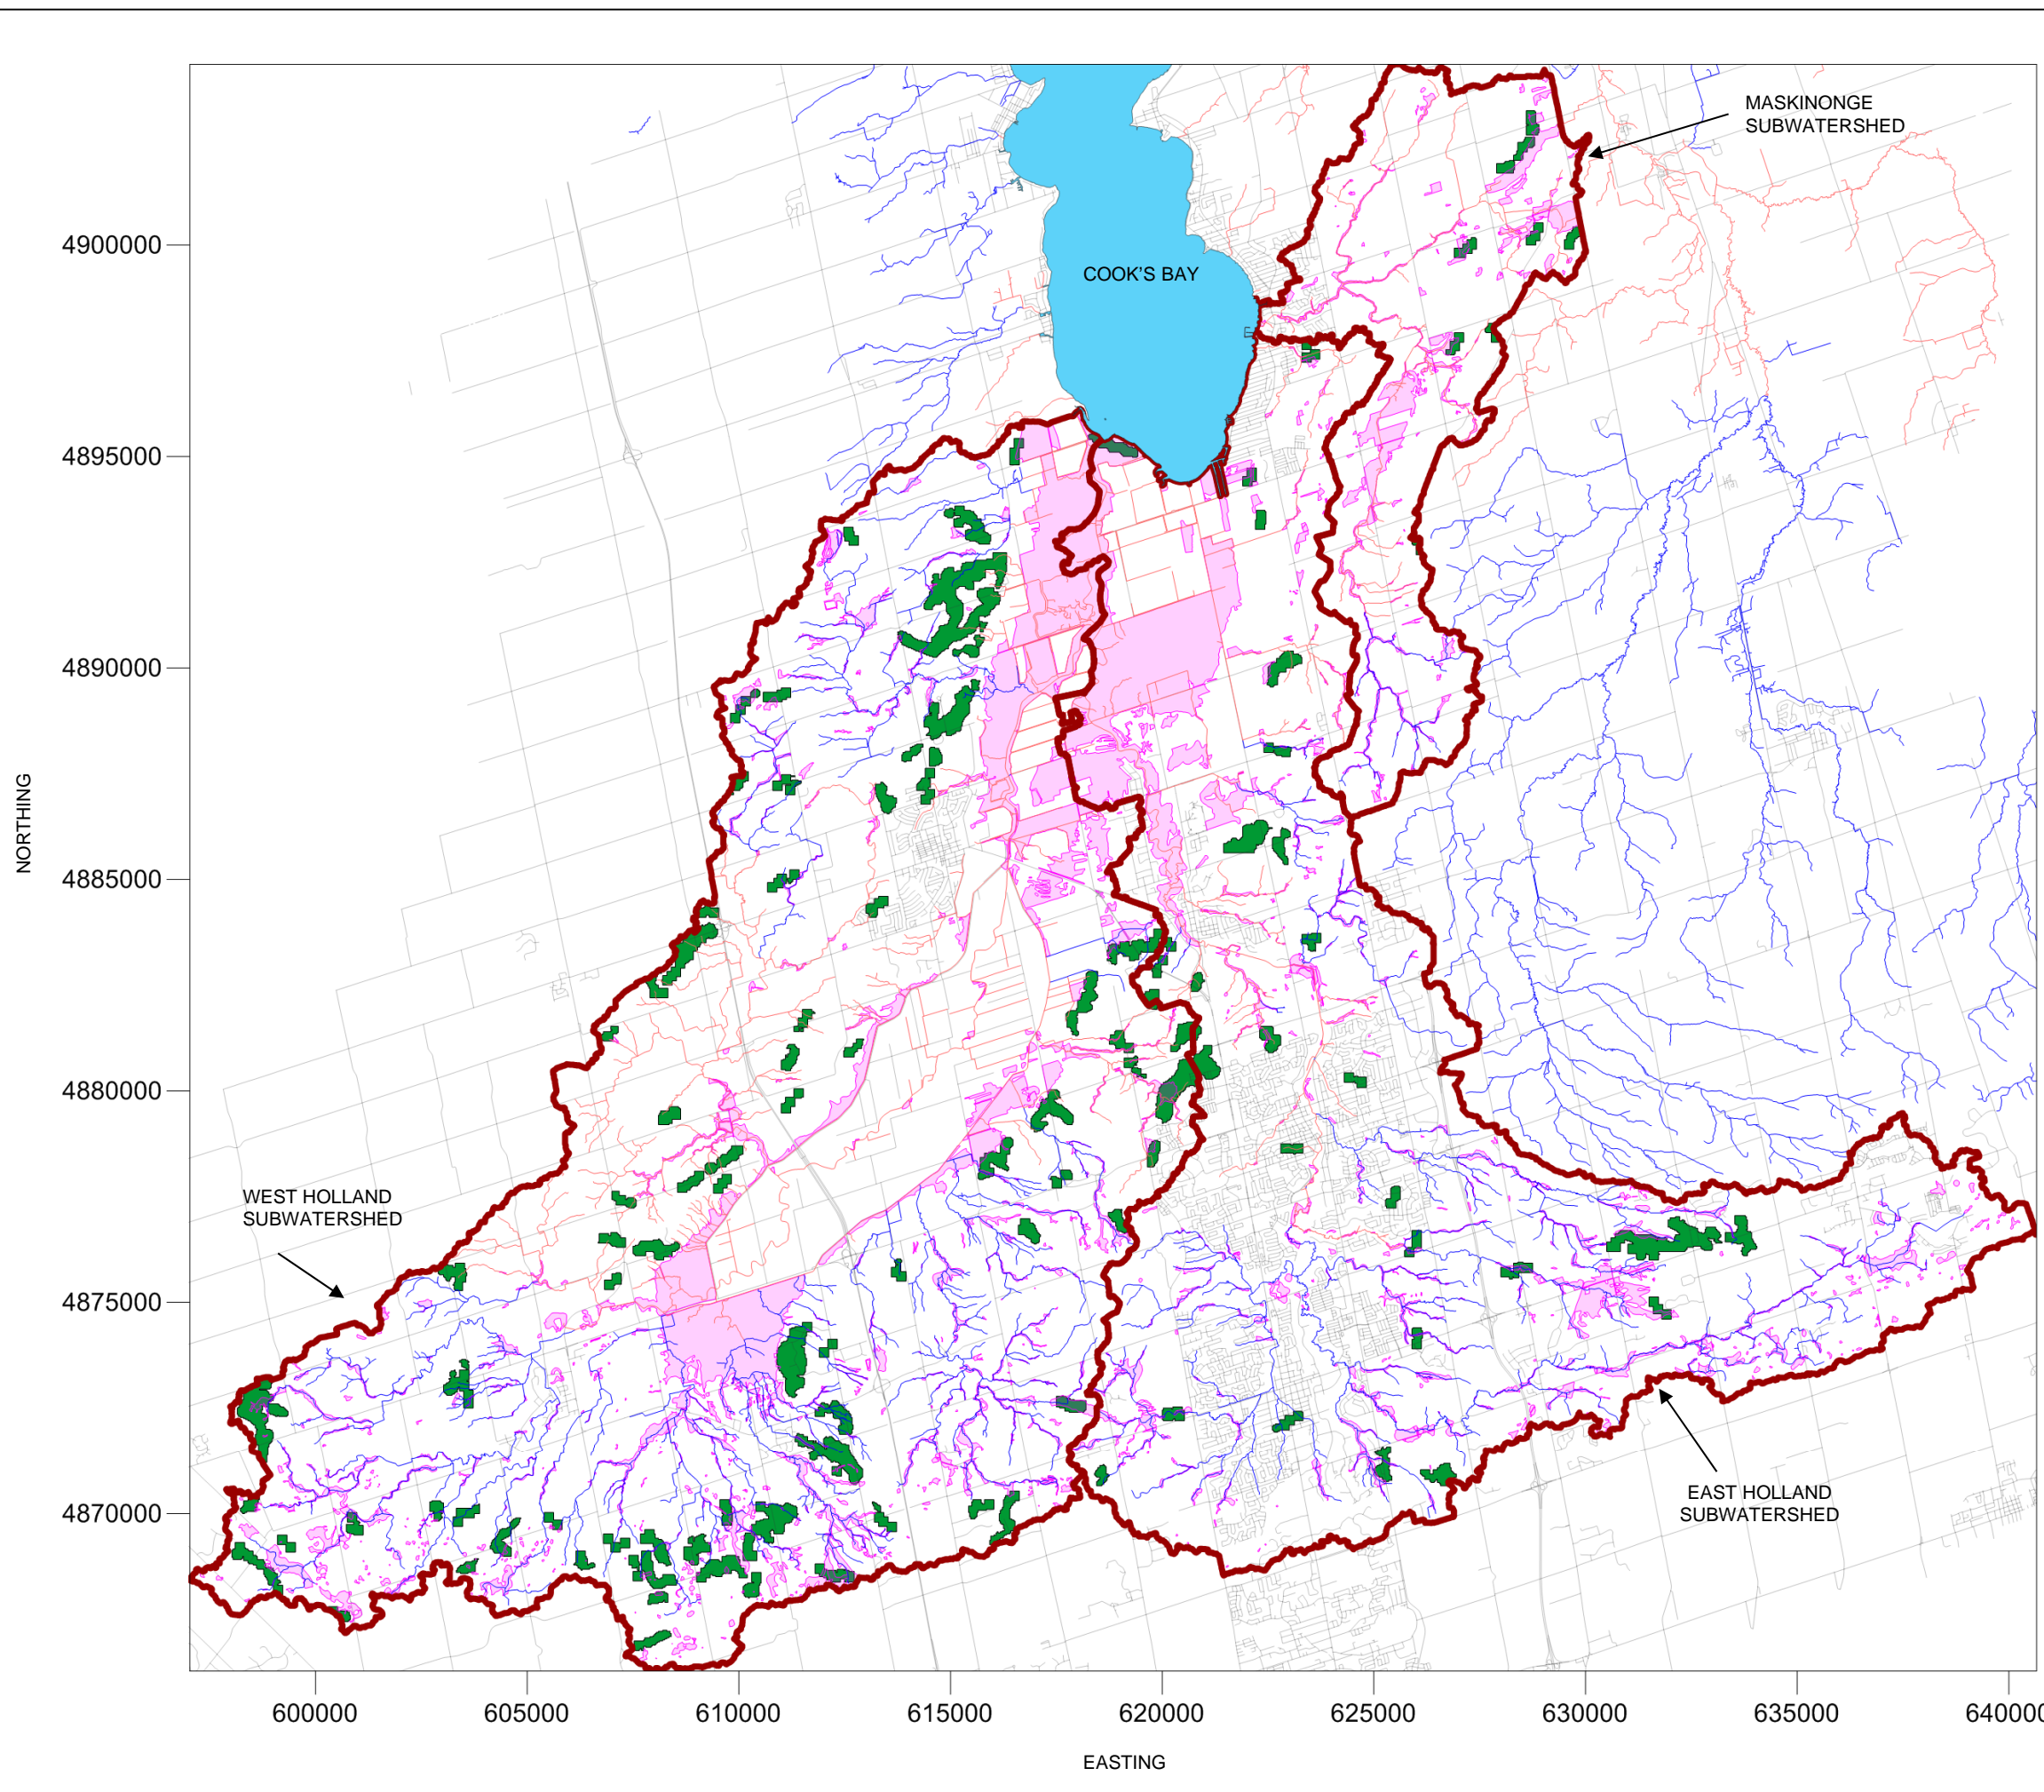 MASKINONGE
SUBWATERSHED
4900000
COOK'S BAY
4895000
4890000
NORTHING
4885000
4880000
WEST HOLLAND
SUBWATERSHED
4875000
EAST HOLLAND
SUBWATERSHED
4870000
600000 605000 610000 615000 620000 625000 630000 635000 640000
EASTING